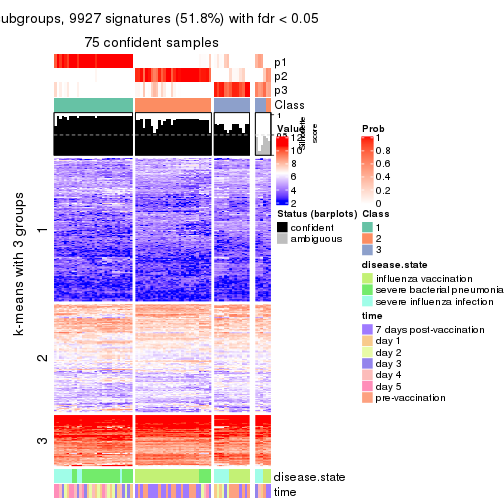 ubgroups, 9927 signatures (51.8%) with fdr < 0.05
75 confident samples
p1
p2
p3
Class
1
Silhouette
score
k-means with 3 groups
1
2
3
disease.state
time
Value
12
10
8
6
4
2
Status (barplots)
confident
ambiguous
Prob
1
0.8
0.6
0.4
0.2
0
Class
1
2
3
disease.state
influenza vaccination
severe bacterial pneumonia
severe influenza infection
time
7 days post-vaccination
day 1
day 2
day 3
day 4
day 5
pre-vaccination